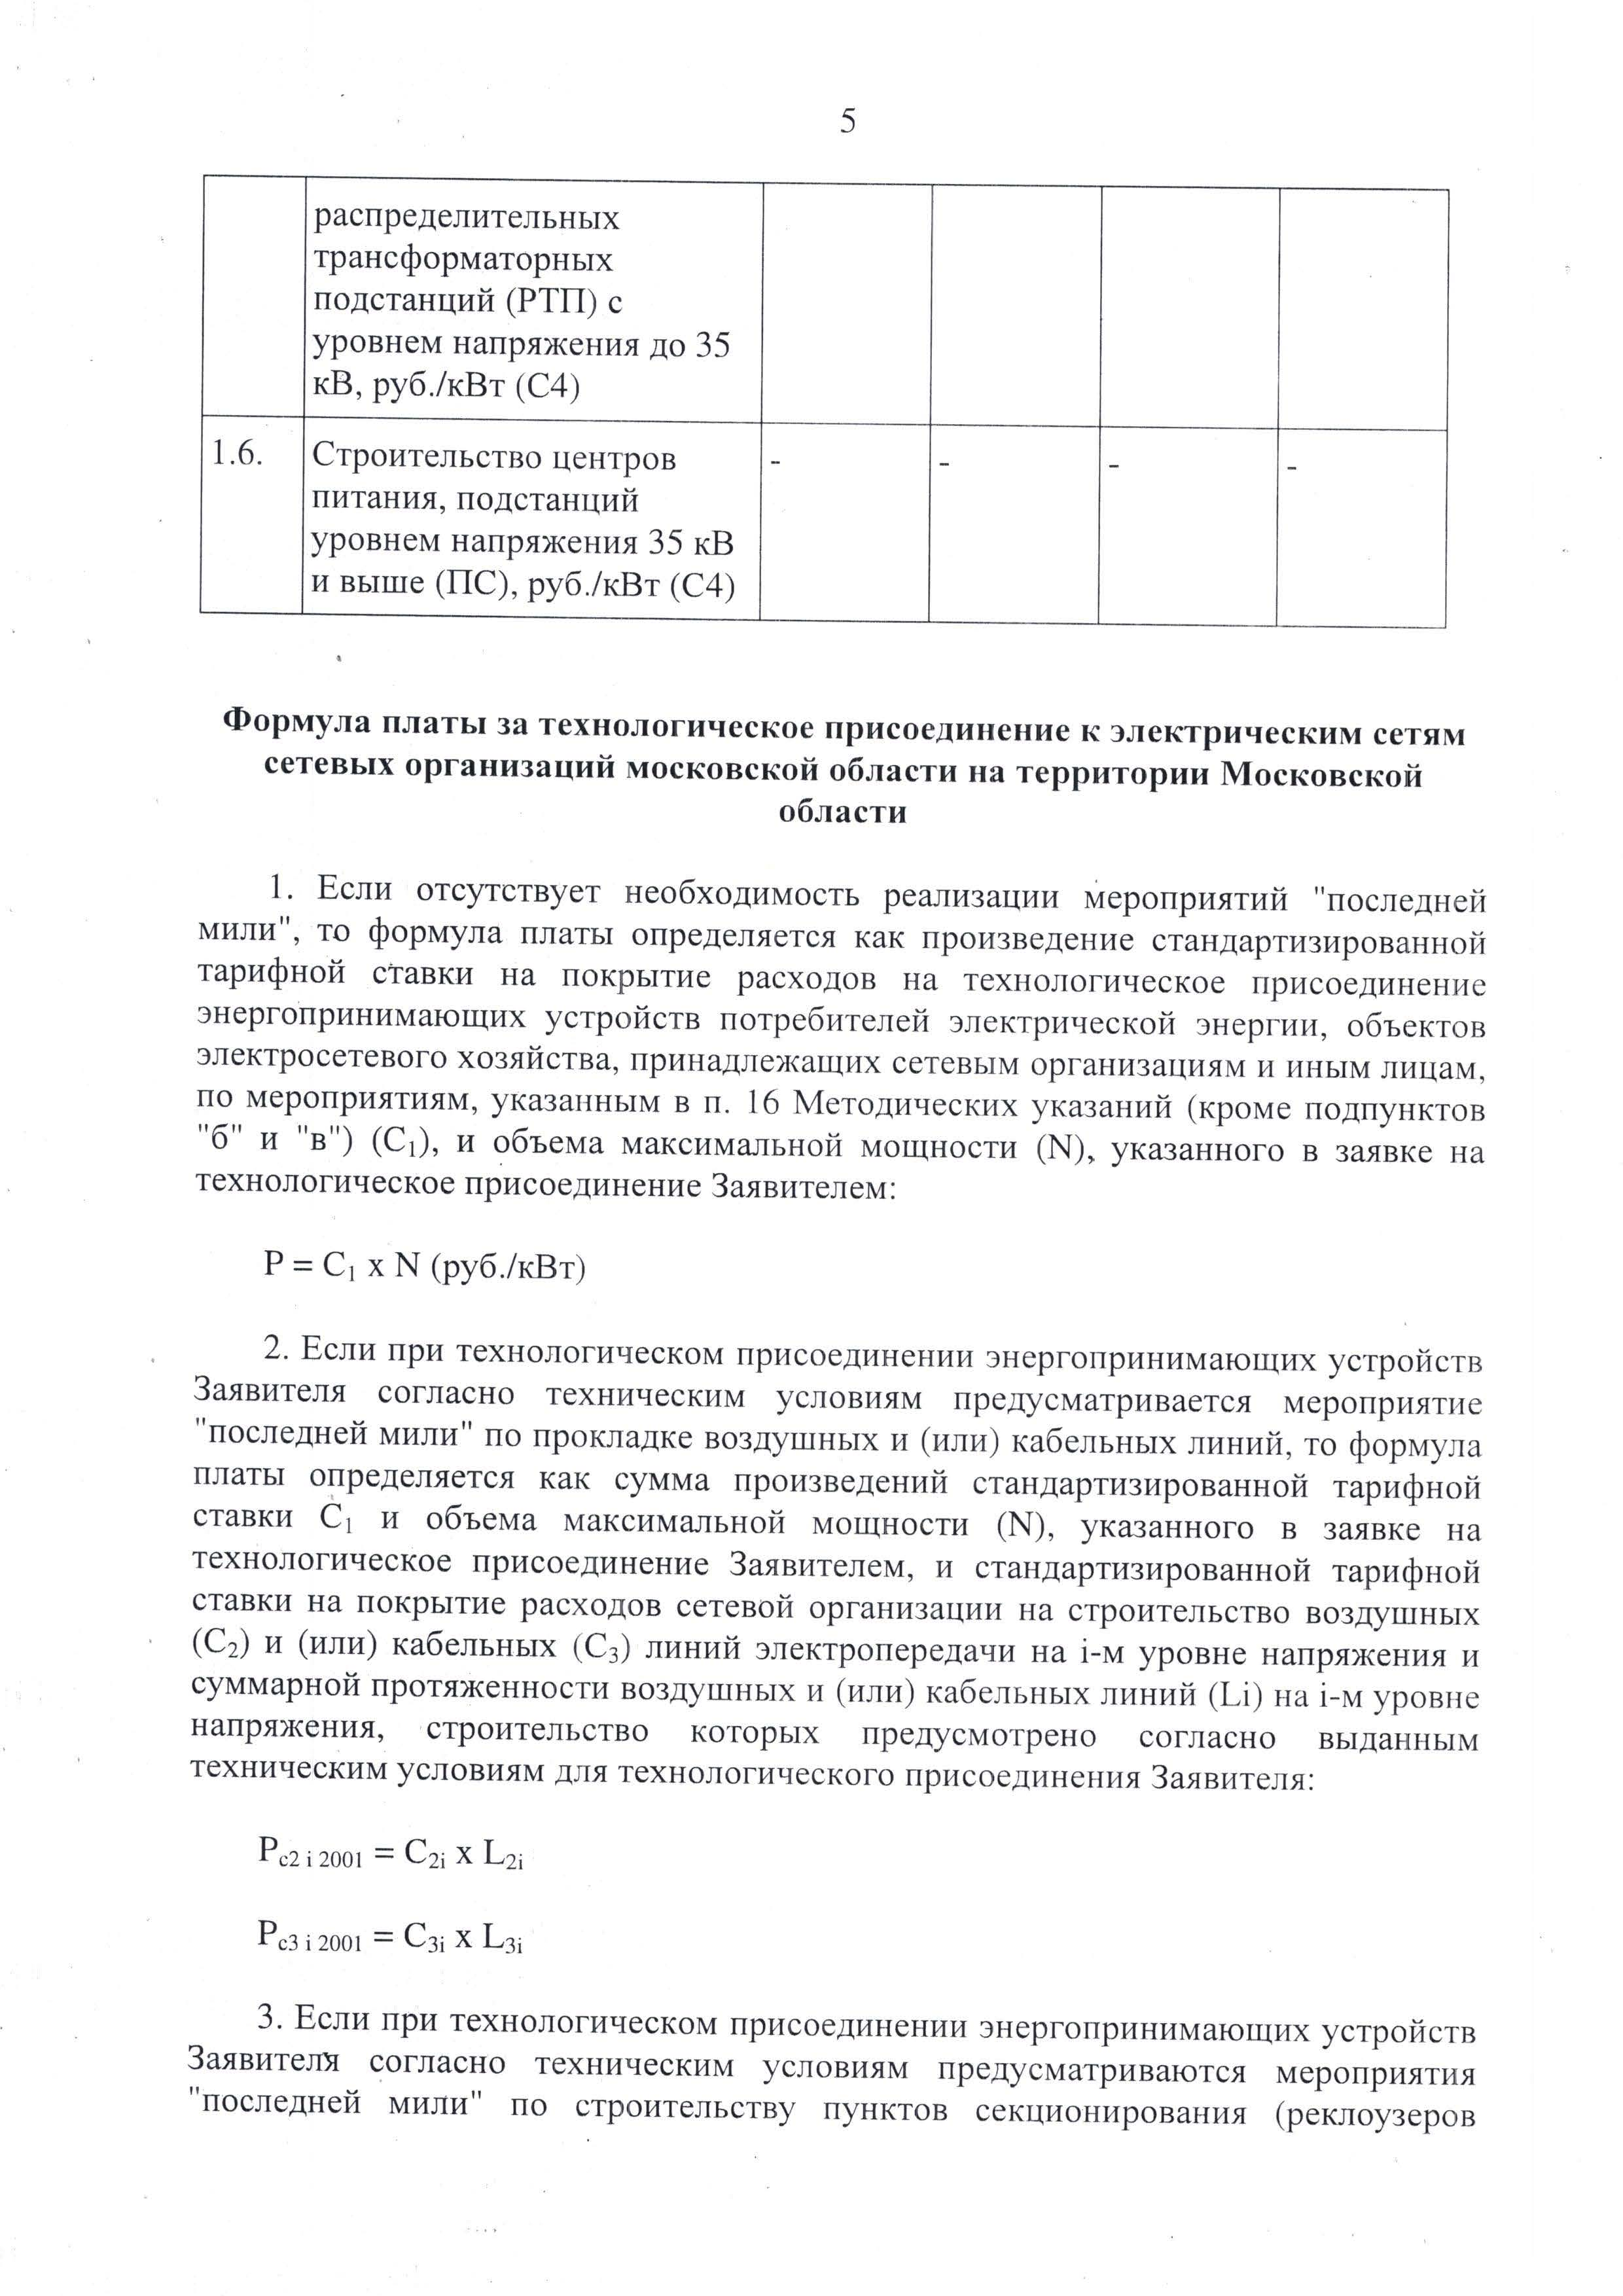 5
распределительных
трансформаторных
подстанций (РТП) с
уровнем напряжения до 35
кВ, руб./кВт (С4)
1.6. Строительство центров - - - -
питания, подстанций
уровнем напряжения 35 кВ
и выше (ПС), руб./кВт (С4)
Формула платы за технологическое присоединение к электрическим сетям
сетевых организаций московской области на территории Московской
области
1. Если отсутствует необходимость реализации мероприятий "последней
мили", то формула платы определяется как произведение стандартизированной
тарифной ставки на покрытие расходов на технологическое присоединение
энергопринимающих устройств потребителей электрической энергии, объектов
электросетевого хозяйства, принадлежащих сетевым организациям и иным лицам,
по мероприятиям, указанным в п. 16 Методических указаний (кроме подпунктов
"б" и "в") (С₁), и объема максимальной мощности (N), указанного в заявке на
технологическое присоединение Заявителем:
P = C₁ x N (руб./кВт)
2. Если при технологическом присоединении энергопринимающих устройств
Заявителя согласно техническим условиям предусматривается мероприятие
"последней мили" по прокладке воздушных и (или) кабельных линий, то формула
платы определяется как сумма произведений стандартизированной тарифной
ставки С₁ и объема максимальной мощности (N), указанного в заявке на
технологическое присоединение Заявителем, и стандартизированной тарифной
ставки на покрытие расходов сетевой организации на строительство воздушных
(С₂) и (или) кабельных (С₃) линий электропередачи на i-м уровне напряжения и
суммарной протяженности воздушных и (или) кабельных линий (Li) на i-м уровне
напряжения, строительство которых предусмотрено согласно выданным
техническим условиям для технологического присоединения Заявителя:
Pс2 i 2001 = C2i x L2i
Pс3 i 2001 = C3i x L3i
3. Если при технологическом присоединении энергопринимающих устройств
Заявителя согласно техническим условиям предусматриваются мероприятия
"последней мили" по строительству пунктов секционирования (реклоузеров